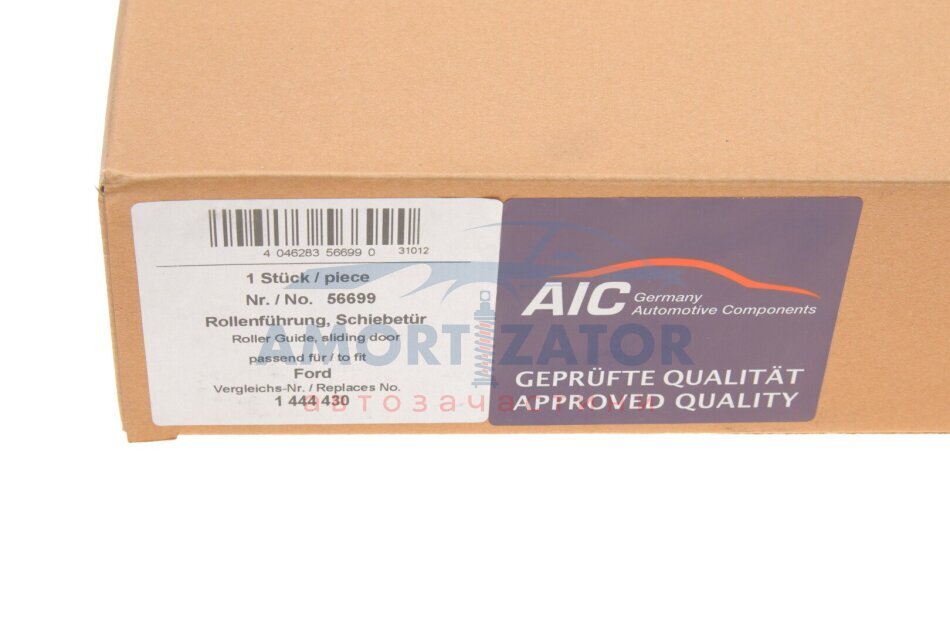 4 046283 56699 0
31012
1 Stück / piece
Nr. / No. 56699
Rollenführung, Schiebetür
Roller Guide, sliding door
passend für / to fit
Ford
Vergleichs-Nr. / Replaces No.
1 444 430
AIC Germany
Automotive Components
GEPRÜFTE QUALITÄT
APPROVED QUALITY
AMORTIZATOR
автозачастини